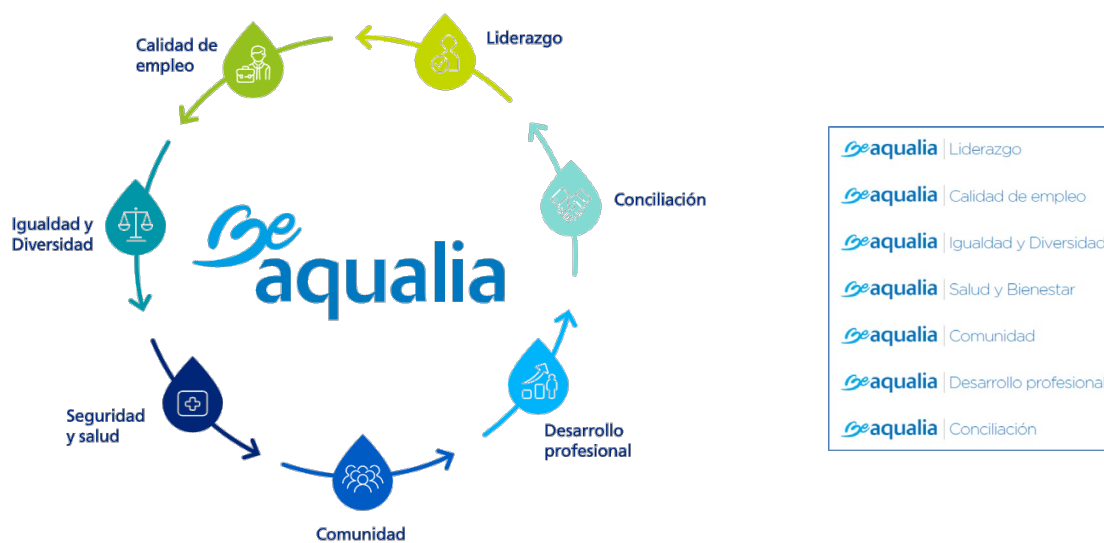 Calidad de
empleo
Liderazgo
Conciliación
Igualdad y
Diversidad
Be
aqualia
Seguridad
y salud
Desarrollo
profesional
Comunidad
Beaqualia Liderazgo
Beaqualia Calidad de empleo
Beaqualia Igualdad y Diversidad
Beaqualia Salud y Bienestar
Beaqualia Comunidad
Beaqualia Desarrollo profesional
Beaqualia Conciliación